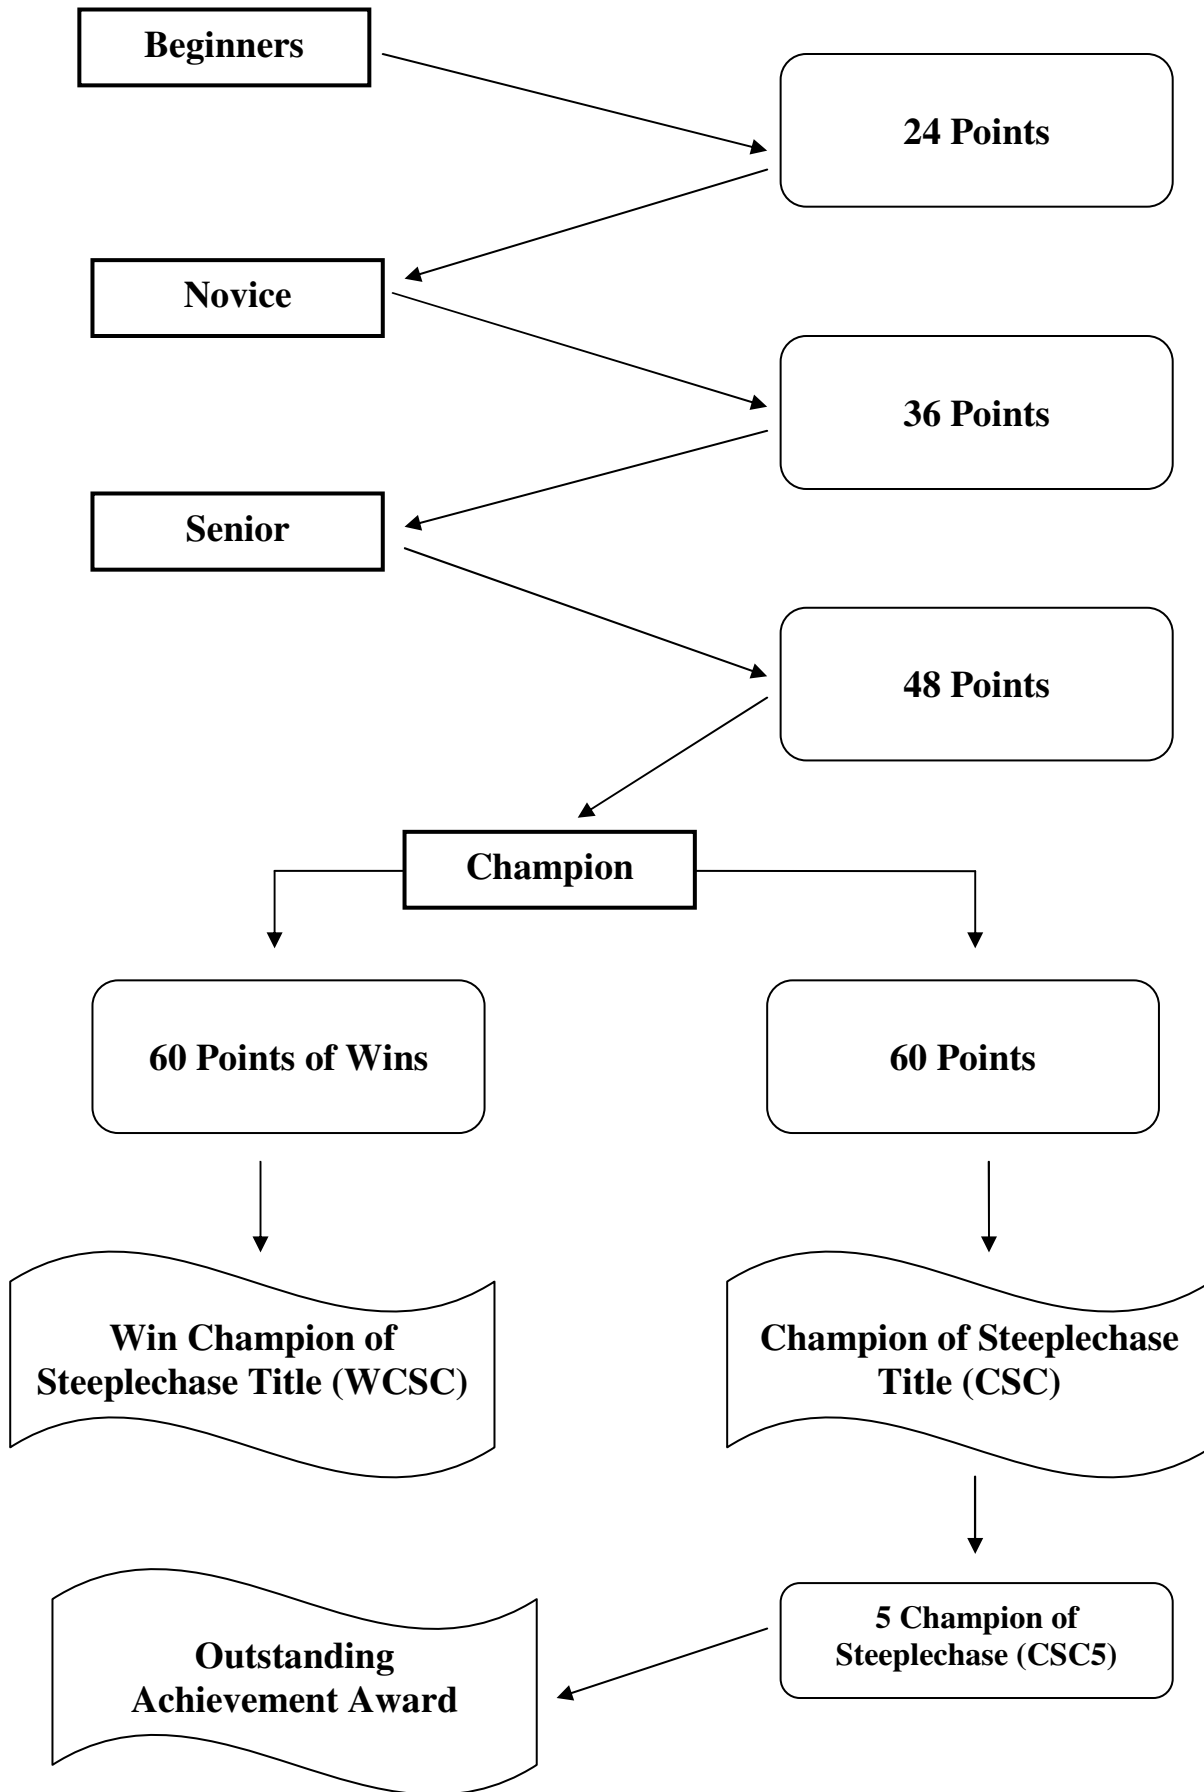 Beginners
24 Points
Novice
36 Points
Senior
48 Points
Champion
60 Points of Wins
60 Points
Win Champion of
Steeplechase Title (WCSC)
Champion of Steeplechase
Title (CSC)
5 Champion of
Steeplechase (CSC5)
Outstanding
Achievement Award